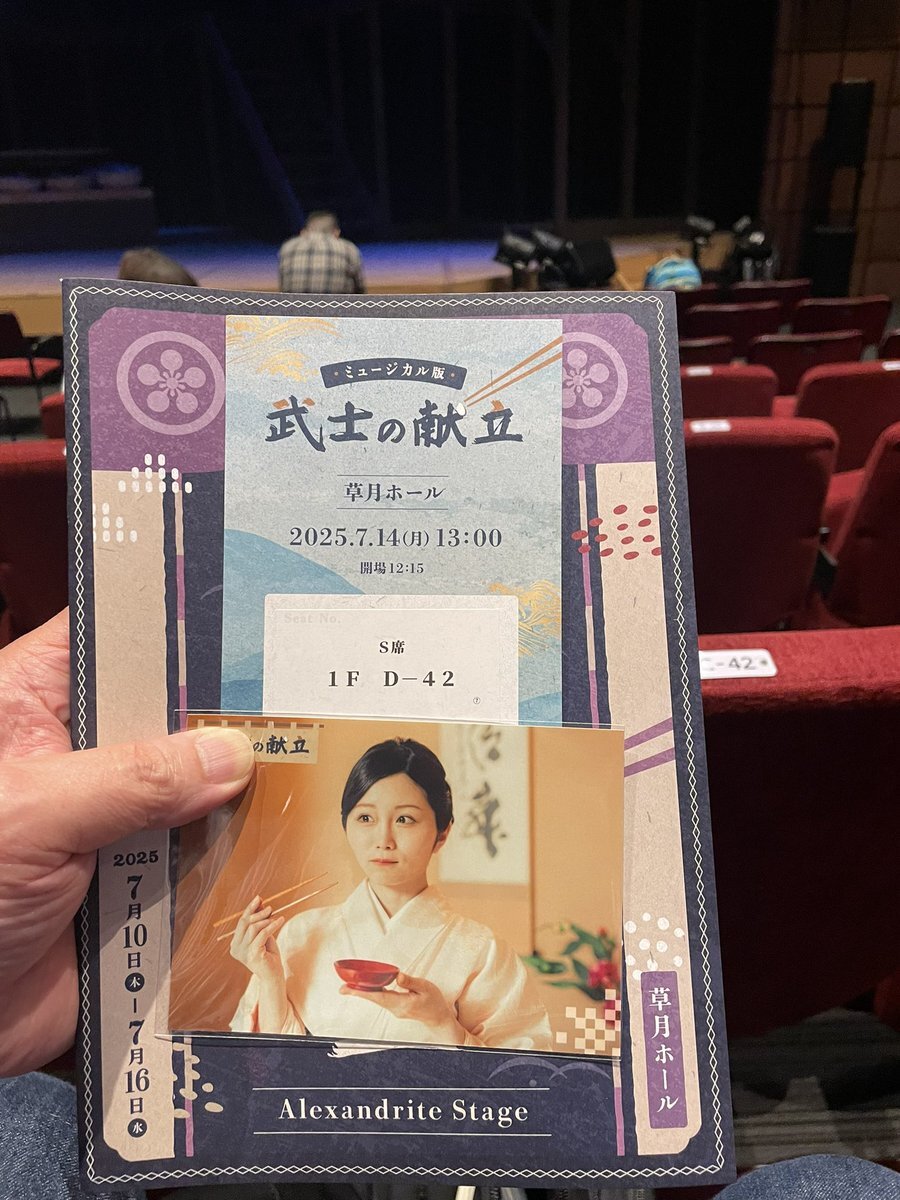 ・ミュージカル版・
武士の献立
草月ホール
2025.7.14(月) 13:00
開場12:15
Seat No.
S席
1F D-42
の献立
2025
7月10日木-7月16日水
草月ホール
Alexandrite Stage
C-42